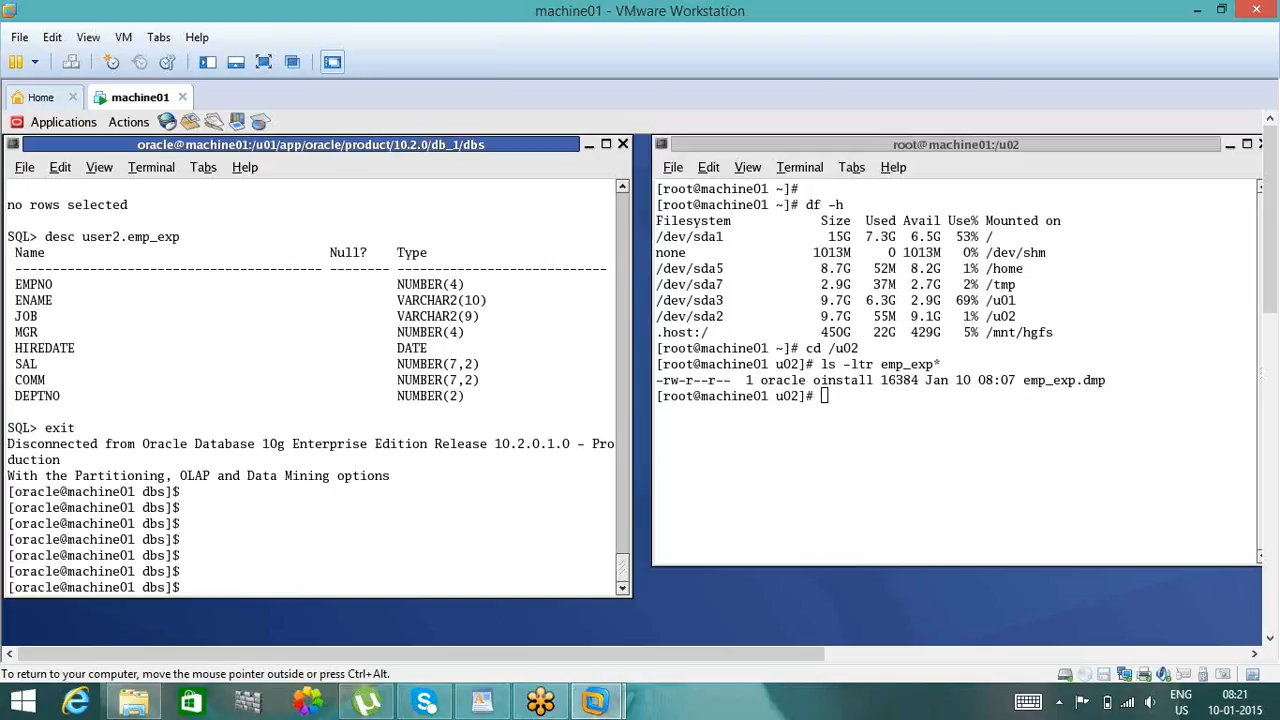 machine01 - VMware Workstation
File Edit View VM Tabs Help
Home machine01
Applications Actions
oracle@machine01:/u01/app/oracle/product/10.2.0/db_1/dbs
File Edit View Terminal Tabs Help
no rows selected
SQL> desc user2.emp_exp
Name Null? Type
----------------------------------------- -------- ----------------------------
EMPNO NUMBER(4)
ENAME VARCHAR2(10)
JOB VARCHAR2(9)
MGR NUMBER(4)
HIREDATE DATE
SAL NUMBER(7,2)
COMM NUMBER(7,2)
DEPTNO NUMBER(2)
SQL> exit
Disconnected from Oracle Database 10g Enterprise Edition Release 10.2.0.1.0 - Pro
duction
With the Partitioning, OLAP and Data Mining options
[oracle@machine01 dbs]$
[oracle@machine01 dbs]$
[oracle@machine01 dbs]$
[oracle@machine01 dbs]$
[oracle@machine01 dbs]$
[oracle@machine01 dbs]$
[oracle@machine01 dbs]$
root@machine01:/u02
File Edit View Terminal Tabs Help
[root@machine01 ~]#
[root@machine01 ~]# df -h
Filesystem Size Used Avail Use% Mounted on
/dev/sda1 15G 7.3G 6.5G 53% /
none 1013M 0 1013M 0% /dev/shm
/dev/sda5 8.7G 52M 8.2G 1% /home
/dev/sda7 2.9G 37M 2.7G 2% /tmp
/dev/sda3 9.7G 6.3G 2.9G 69% /u01
/dev/sda2 9.7G 55M 9.1G 1% /u02
.host:/ 450G 22G 429G 5% /mnt/hgfs
[root@machine01 ~]# cd /u02
[root@machine01 u02]# ls -ltr emp_exp*
-rw-r--r-- 1 oracle oinstall 16384 Jan 10 08:07 emp_exp.dmp
[root@machine01 u02]#
To return to your computer, move the mouse pointer outside or press Ctrl+Alt.
ENG 08:21
US 10-01-2015